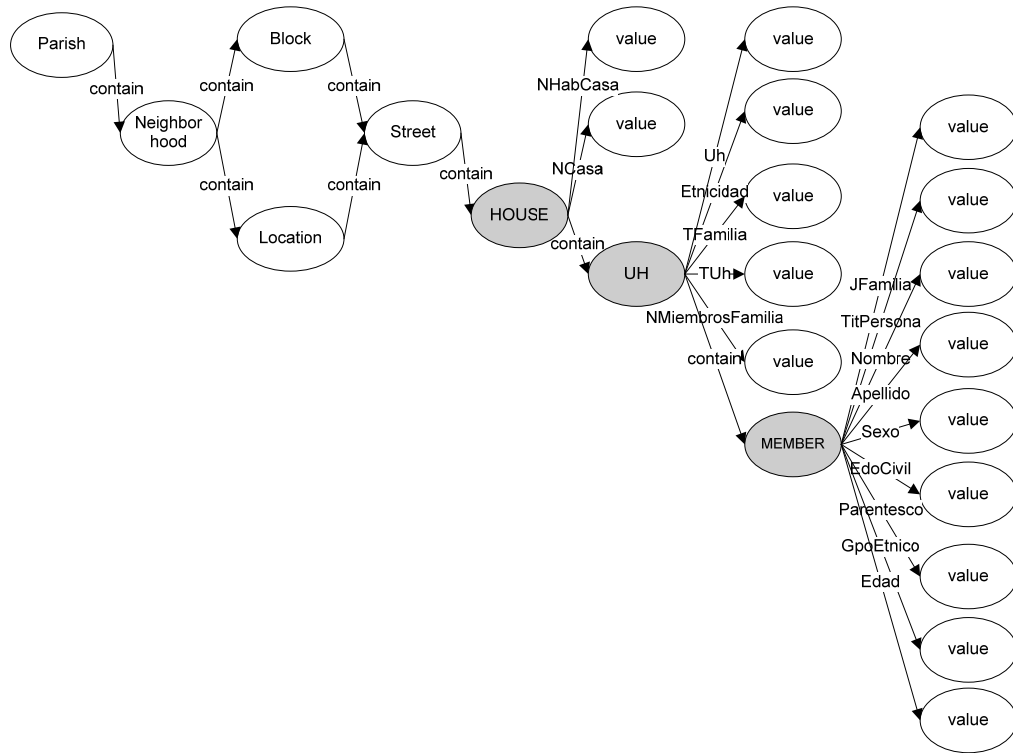 Parish
contain
Neighbor
hood
contain
contain
Block
Location
contain
contain
Street
contain
HOUSE
NHabCasa
value
NCasa
value
contain
UH
Uh
value
Etnicidad
value
TFamilia
value
TUh
value
NMiembrosFamilia
value
contain
MEMBER
JFamilia
value
TitPersona
value
Nombre
value
Apellido
value
Sexo
value
EdoCivil
value
Parentesco
value
GpoEtnico
value
Edad
value